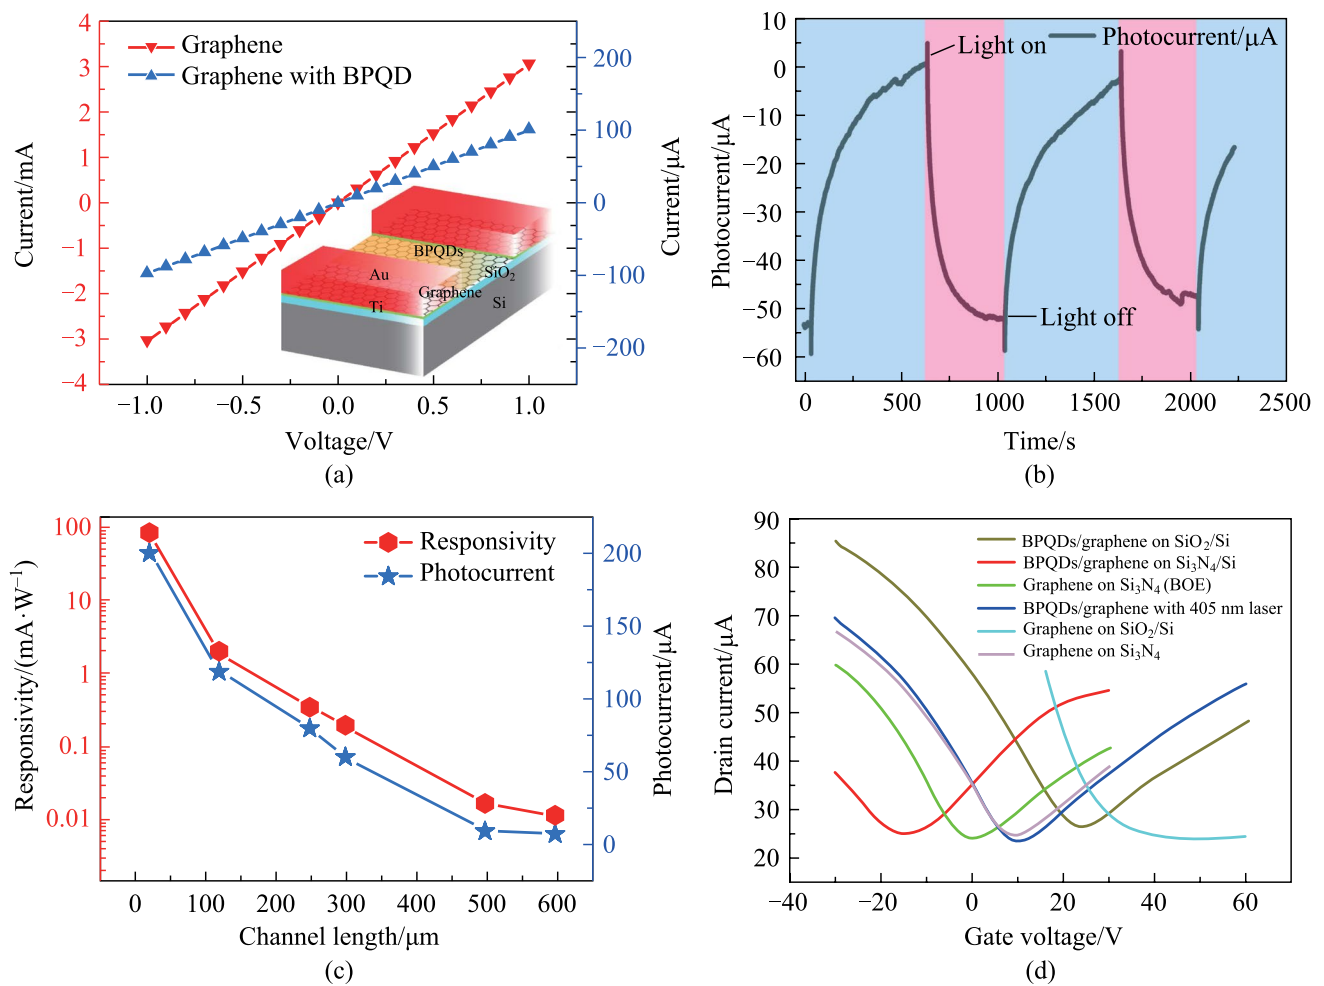 Graphene
Graphene with BPQD
4
3
2
1
0
−1
−2
−3
−4
Current/mA
200
100
0
−100
−200
Current/μA
BPQDs
Au
SiO₂
Graphene
Ti
Si
−1.0
−0.5
0.0
0.5
1.0
Voltage/V
(a)
10
0
−10
−20
−30
−40
−50
−60
Photocurrent/μA
Light on
Photocurrent/μA
Light off
0
500
1000
1500
2000
2500
Time/s
(b)
100
10
1
0.1
0.01
Responsivity/(mA·W⁻¹)
Responsivity
Photocurrent
200
150
100
50
0
Photocurrent/μA
0
100
200
300
400
500
600
Channel length/μm
(c)
90
80
70
60
50
40
30
20
Drain current/μA
BPQDs/graphene on SiO₂/Si
BPQDs/graphene on Si₃N₄/Si
Graphene on Si₃N₄ (BOE)
BPQDs/graphene with 405 nm laser
Graphene on SiO₂/Si
Graphene on Si₃N₄
−40
−20
0
20
40
60
Gate voltage/V
(d)